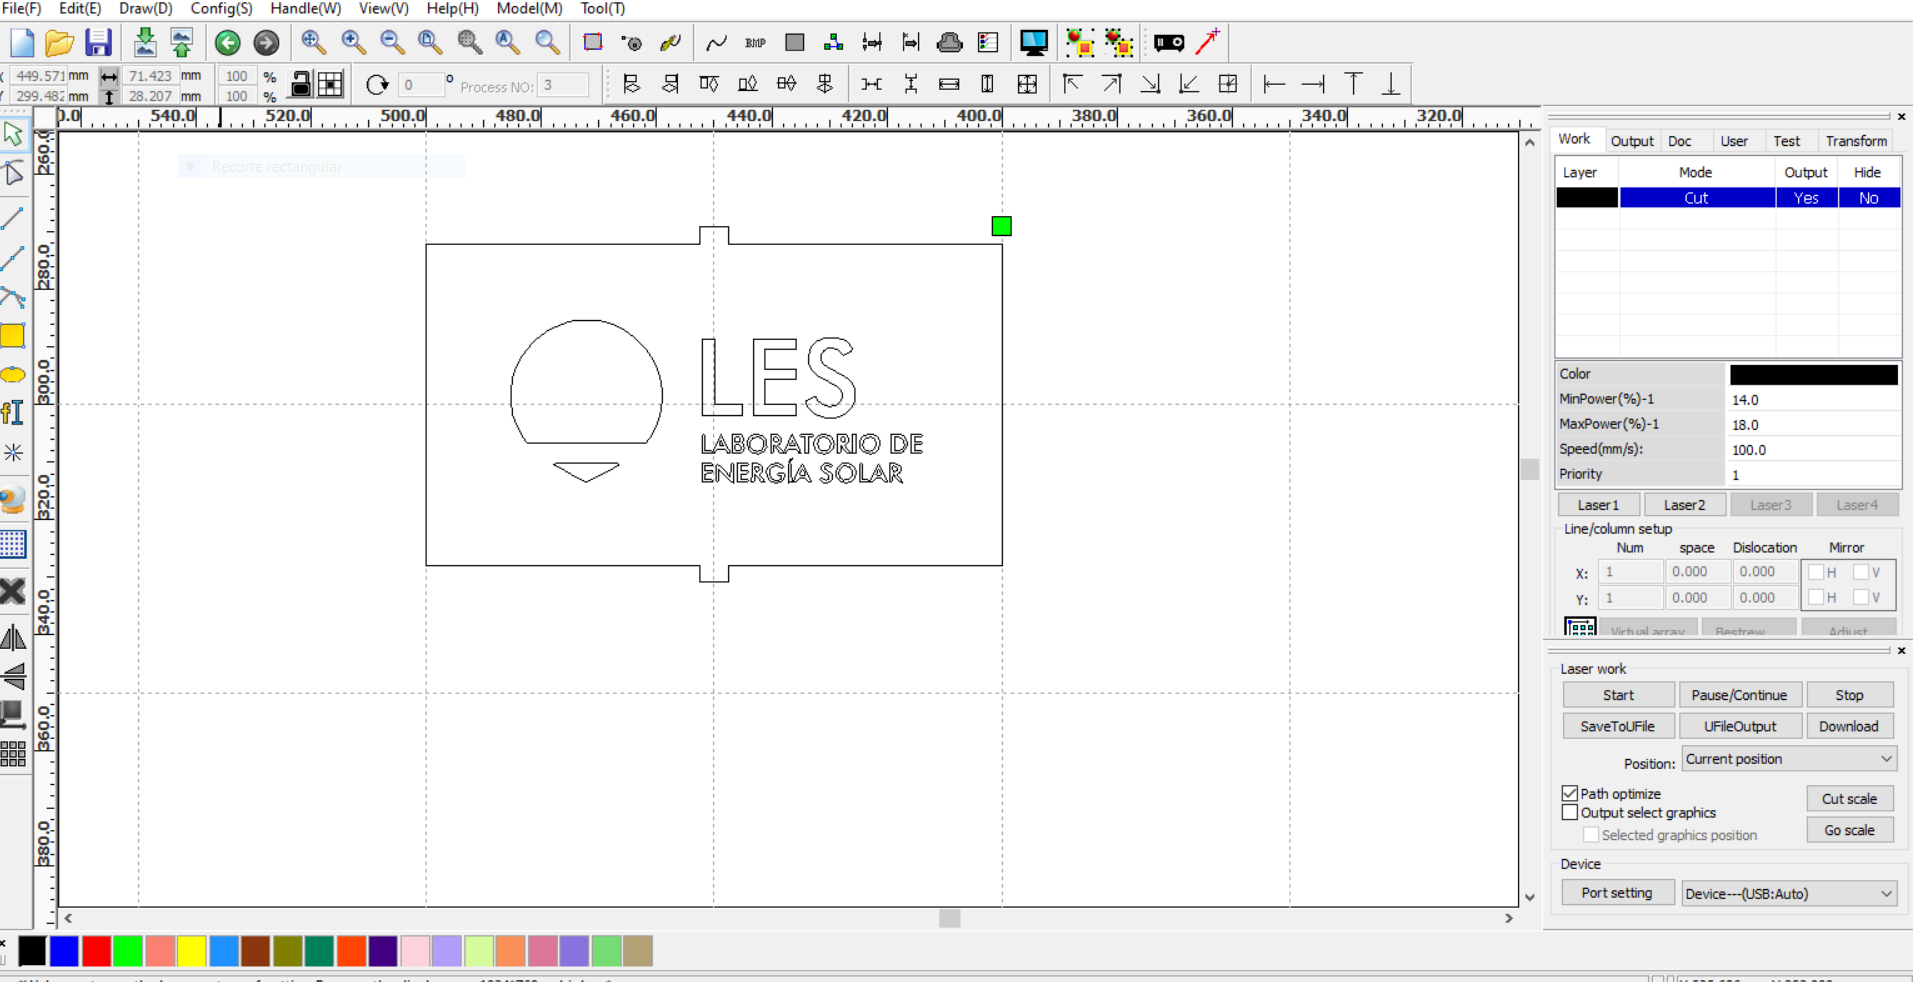 File(F) Edit(E) Draw(D) Config(S) Handle(W) View(V) Help(H) Model(M) Tool(T)
BMP
X 449.571 mm 71.423 mm 100 %
Y 299.482 mm 28.207 mm 100 %
0 ° Process NO: 3
0.0 540.0 520.0 500.0 480.0 460.0 440.0 420.0 400.0 380.0 360.0 340.0 320.0
260.0
280.0
300.0
320.0
340.0
360.0
380.0
Recorte rectangular
LES
LABORATORIO DE
ENERGÍA SOLAR
Work Output Doc User Test Transform
Layer Mode Output Hide
Cut Yes No
Color
MinPower(%)-1 14.0
MaxPower(%)-1 18.0
Speed(mm/s): 100.0
Priority 1
Laser1 Laser2 Laser3 Laser4
Line/column setup
Num space Dislocation Mirror
X: 1 0.000 0.000 H V
Y: 1 0.000 0.000 H V
Virtual array Bestrew Adjust
Laser work
Start Pause/Continue Stop
SaveToUFile UFileOutput Download
Position: Current position
Path optimize
Output select graphics
Cut scale
Selected graphics position
Go scale
Device
Port setting Device---(USB:Auto)